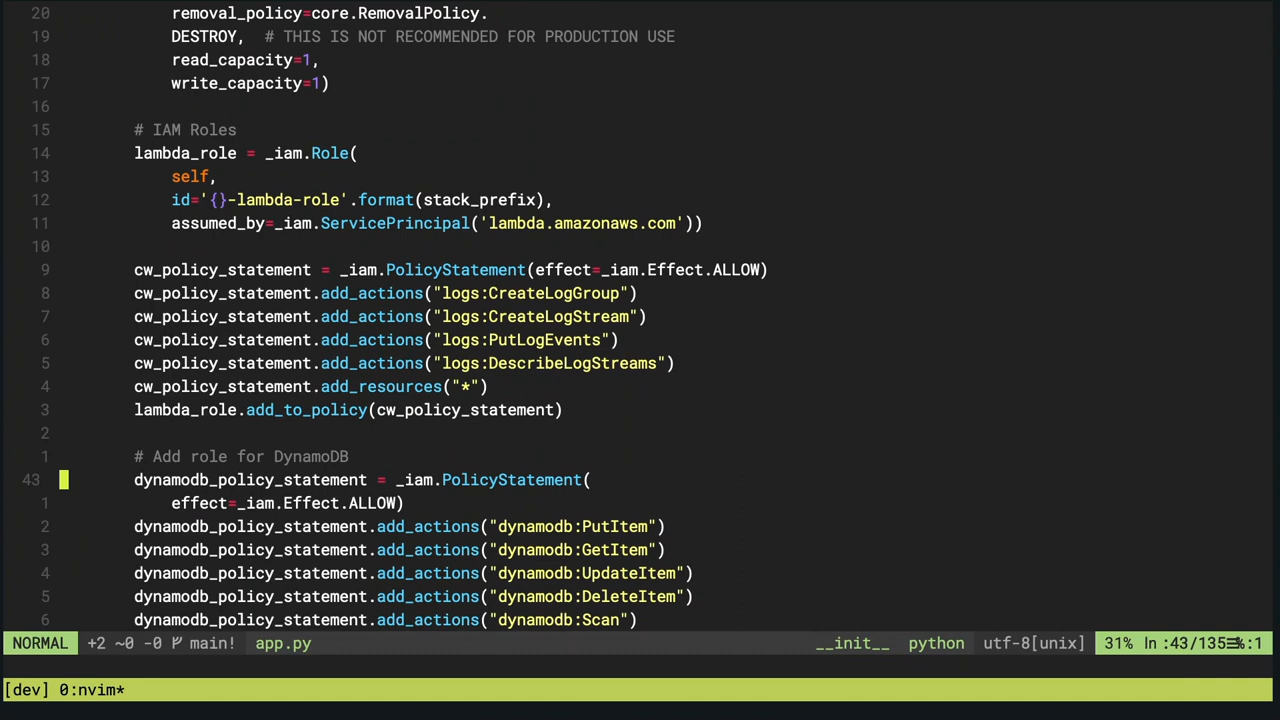 20 removal_policy=core.RemovalPolicy.
19 DESTROY,  # THIS IS NOT RECOMMENDED FOR PRODUCTION USE
18 read_capacity=1,
17 write_capacity=1)
16
15 # IAM Roles
14 lambda_role = _iam.Role(
13 self,
12 id='{}-lambda-role'.format(stack_prefix),
11 assumed_by=_iam.ServicePrincipal('lambda.amazonaws.com'))
10
9 cw_policy_statement = _iam.PolicyStatement(effect=_iam.Effect.ALLOW)
8 cw_policy_statement.add_actions("logs:CreateLogGroup")
7 cw_policy_statement.add_actions("logs:CreateLogStream")
6 cw_policy_statement.add_actions("logs:PutLogEvents")
5 cw_policy_statement.add_actions("logs:DescribeLogStreams")
4 cw_policy_statement.add_resources("*")
3 lambda_role.add_to_policy(cw_policy_statement)
2
1 # Add role for DynamoDB
43 dynamodb_policy_statement = _iam.PolicyStatement(
1 effect=_iam.Effect.ALLOW)
2 dynamodb_policy_statement.add_actions("dynamodb:PutItem")
3 dynamodb_policy_statement.add_actions("dynamodb:GetItem")
4 dynamodb_policy_statement.add_actions("dynamodb:UpdateItem")
5 dynamodb_policy_statement.add_actions("dynamodb:DeleteItem")
6 dynamodb_policy_statement.add_actions("dynamodb:Scan")
NORMAL +2 ~0 -0 main! app.py __init__ python utf-8[unix] 31% ln :43/135☰%:1
[dev] 0:nvim*